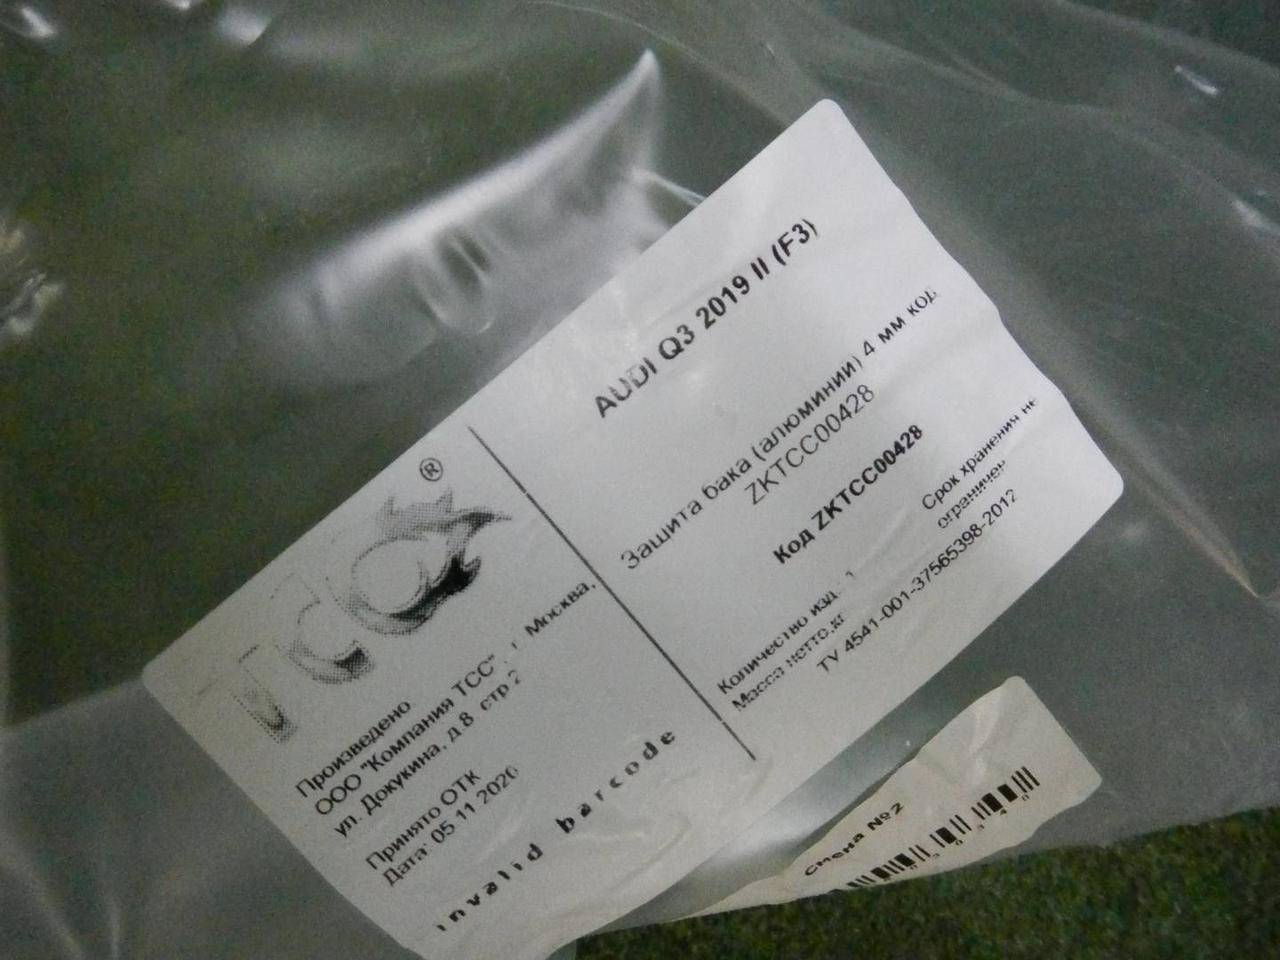 AUDI Q3 2019 II (F3)
Защита бака (алюминий) 4 мм код
ZKTCC00428
Код ZKTCC00428
Срок хранения не
ограничен
Количество изд. 1
Масса нетто,кг
TУ 4541-001-37565398-2012
ТСС®
Произведено
ООО "Компания ТСС" г. Москва,
ул. Докукина, д.8 стр 2
Принято ОТК
Дата: 05 11 2020
invalid barcode
смена №2